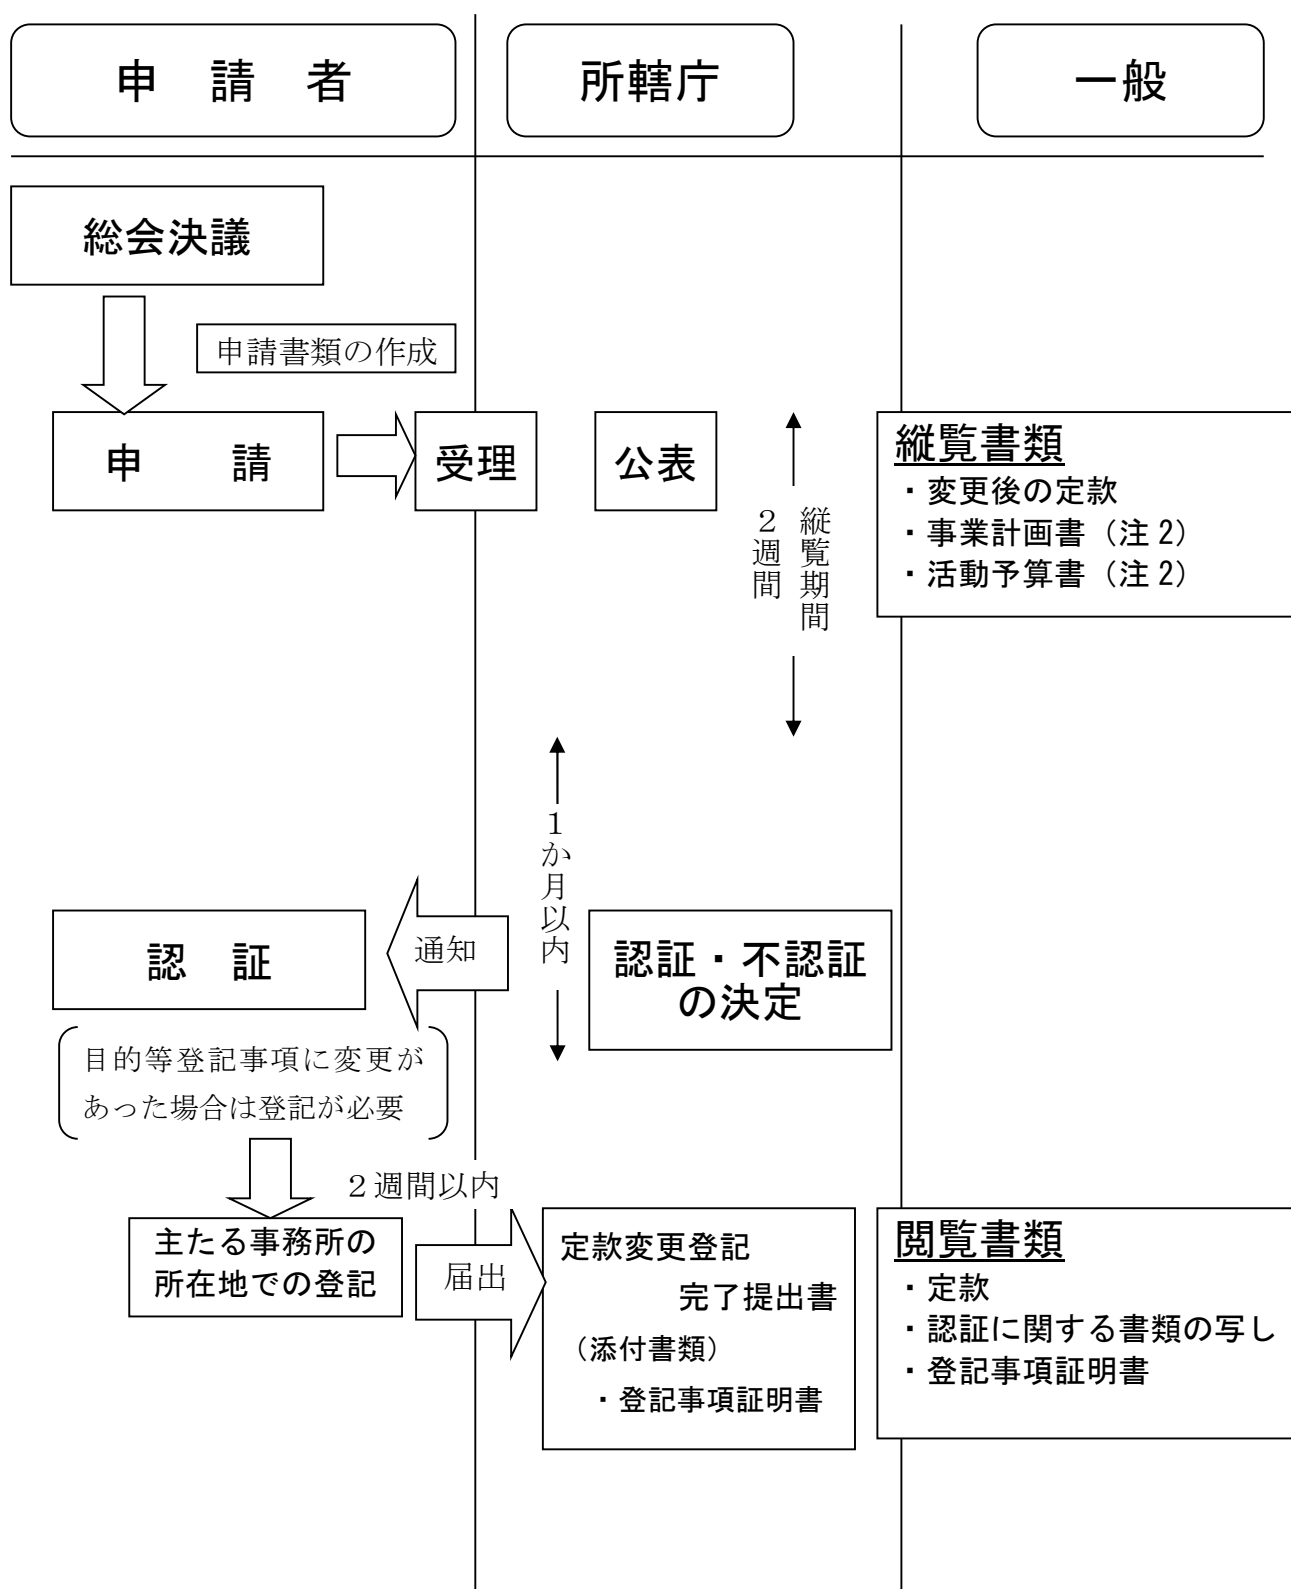 申　請　者
所轄庁
一般
総会決議
申請書類の作成
申　　請
受理
公表
縦覧期間
２週間
縦覧書類
・変更後の定款
・事業計画書（注２）
・活動予算書（注２）
１か月以内
認　証
通知
認証・不認証
の決定
目的等登記事項に変更が
あった場合は登記が必要
２週間以内
主たる事務所の
所在地での登記
届出
定款変更登記
完了提出書
（添付書類）
・登記事項証明書
閲覧書類
・定款
・認証に関する書類の写し
・登記事項証明書